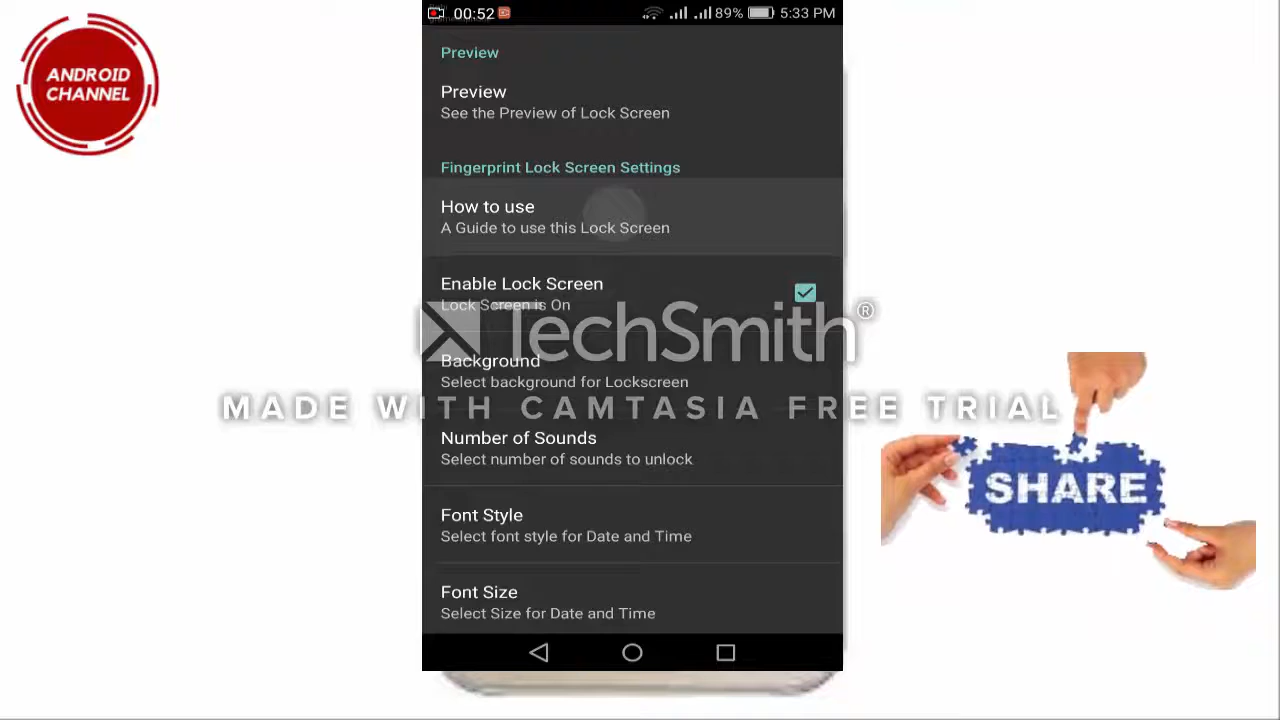 00:52
89%
5:33 PM
ANDROID
CHANNEL
Preview
Preview
See the Preview of Lock Screen
Fingerprint Lock Screen Settings
How to use
A Guide to use this Lock Screen
Enable Lock Screen
Lock Screen is On
TechSmith®
Background
Select background for Lockscreen
MADE WITH CAMTASIA FREE TRIAL
Number of Sounds
Select number of sounds to unlock
SHARE
Font Style
Select font style for Date and Time
Font Size
Select Size for Date and Time